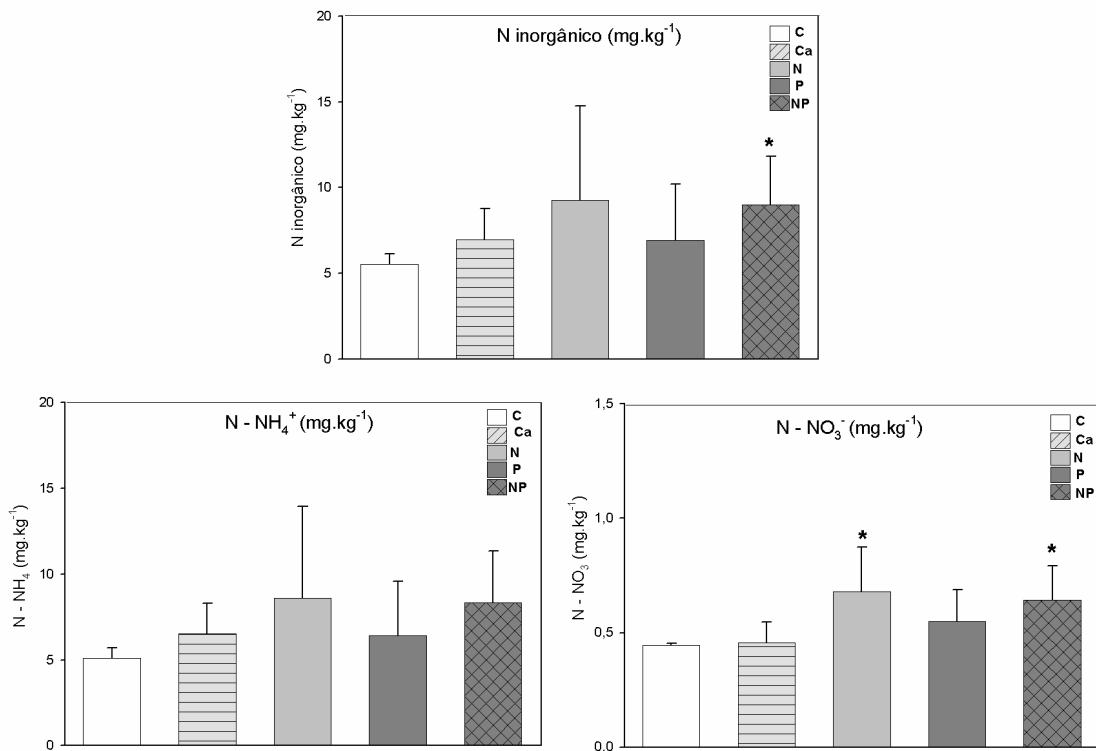 N inorgânico (mg.kg⁻¹)
C
Ca
N
P
NP
N inorgânico (mg.kg⁻¹)
20
15
10
5
0
*
N - NH₄⁺ (mg.kg⁻¹)
C
Ca
N
P
NP
N - NH₄ (mg.kg⁻¹)
20
15
10
5
0
N - NO₃⁻ (mg.kg⁻¹)
C
Ca
N
P
NP
N - NO₃ (mg.kg⁻¹)
1,5
1,0
0,5
0,0
*
*